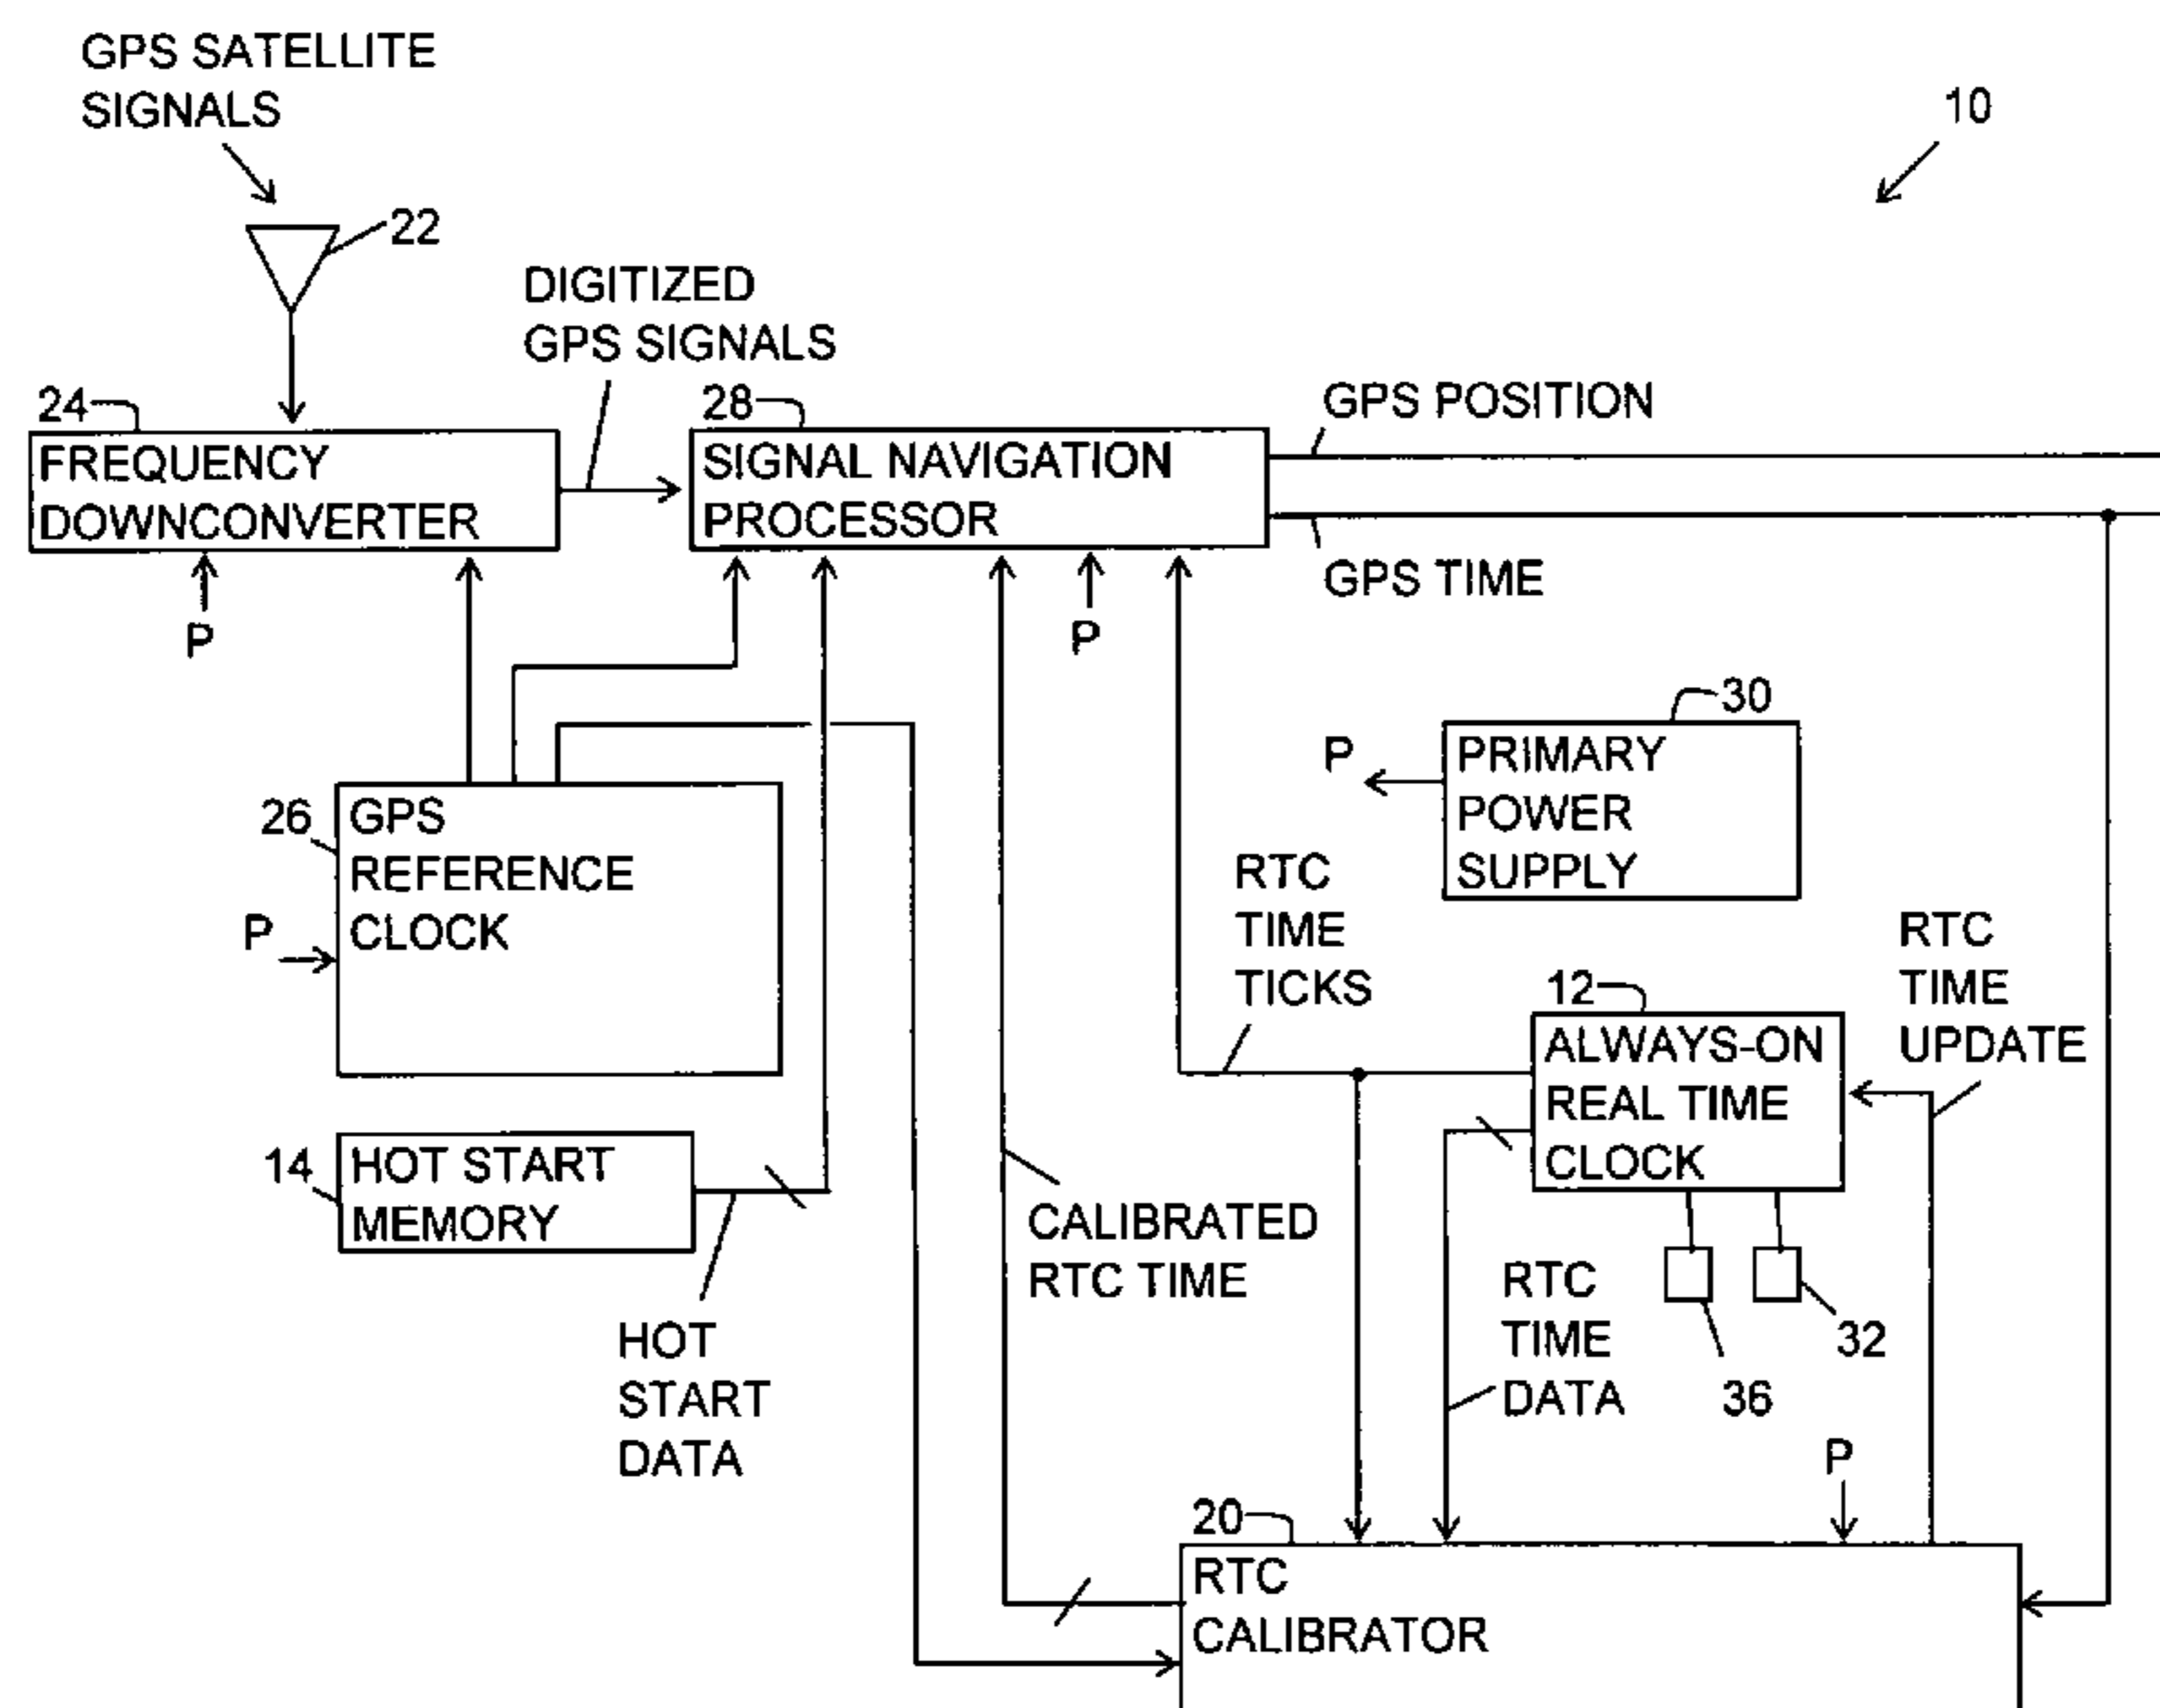 GPS SATELLITE
SIGNALS
10
22
DIGITIZED
GPS SIGNALS
24
28
GPS POSITION
FREQUENCY
DOWNCONVERTER
SIGNAL NAVIGATION
PROCESSOR
GPS TIME
P
P
30
P
PRIMARY
POWER
SUPPLY
26
GPS
REFERENCE
CLOCK
P
RTC
TIME
TICKS
RTC
TIME
UPDATE
12
ALWAYS-ON
REAL TIME
CLOCK
14
HOT START
MEMORY
CALIBRATED
RTC TIME
HOT
START
DATA
RTC
TIME
DATA
36
32
P
20
RTC
CALIBRATOR